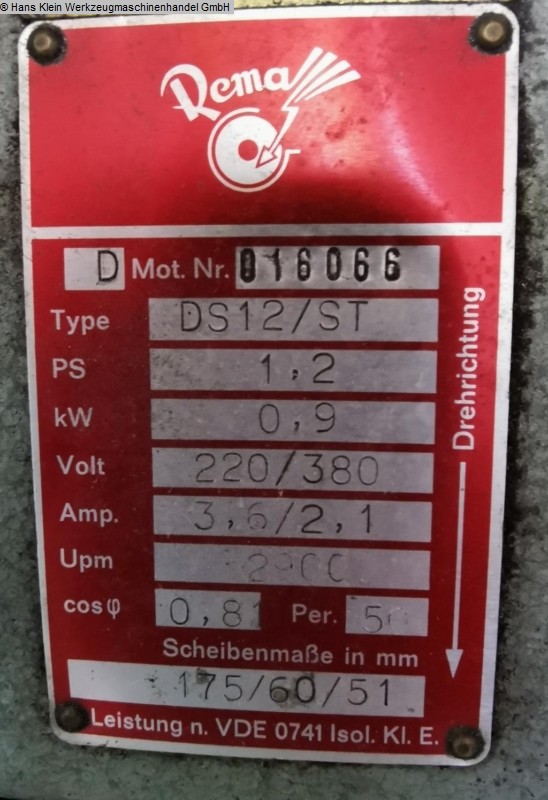 © Hans Klein Werkzeugmaschinenhandel GmbH
Rema
D Mot. Nr. 016066
Type DS12/ST
PS 1,2
kW 0,9
Volt 220/380
Amp. 3,6/2,1
Upm
cosφ 0,81 Per.
Scheibenmaße in mm
175/60/51
Leistung n. VDE 0741 Isol. Kl. E.
Drehrichtung